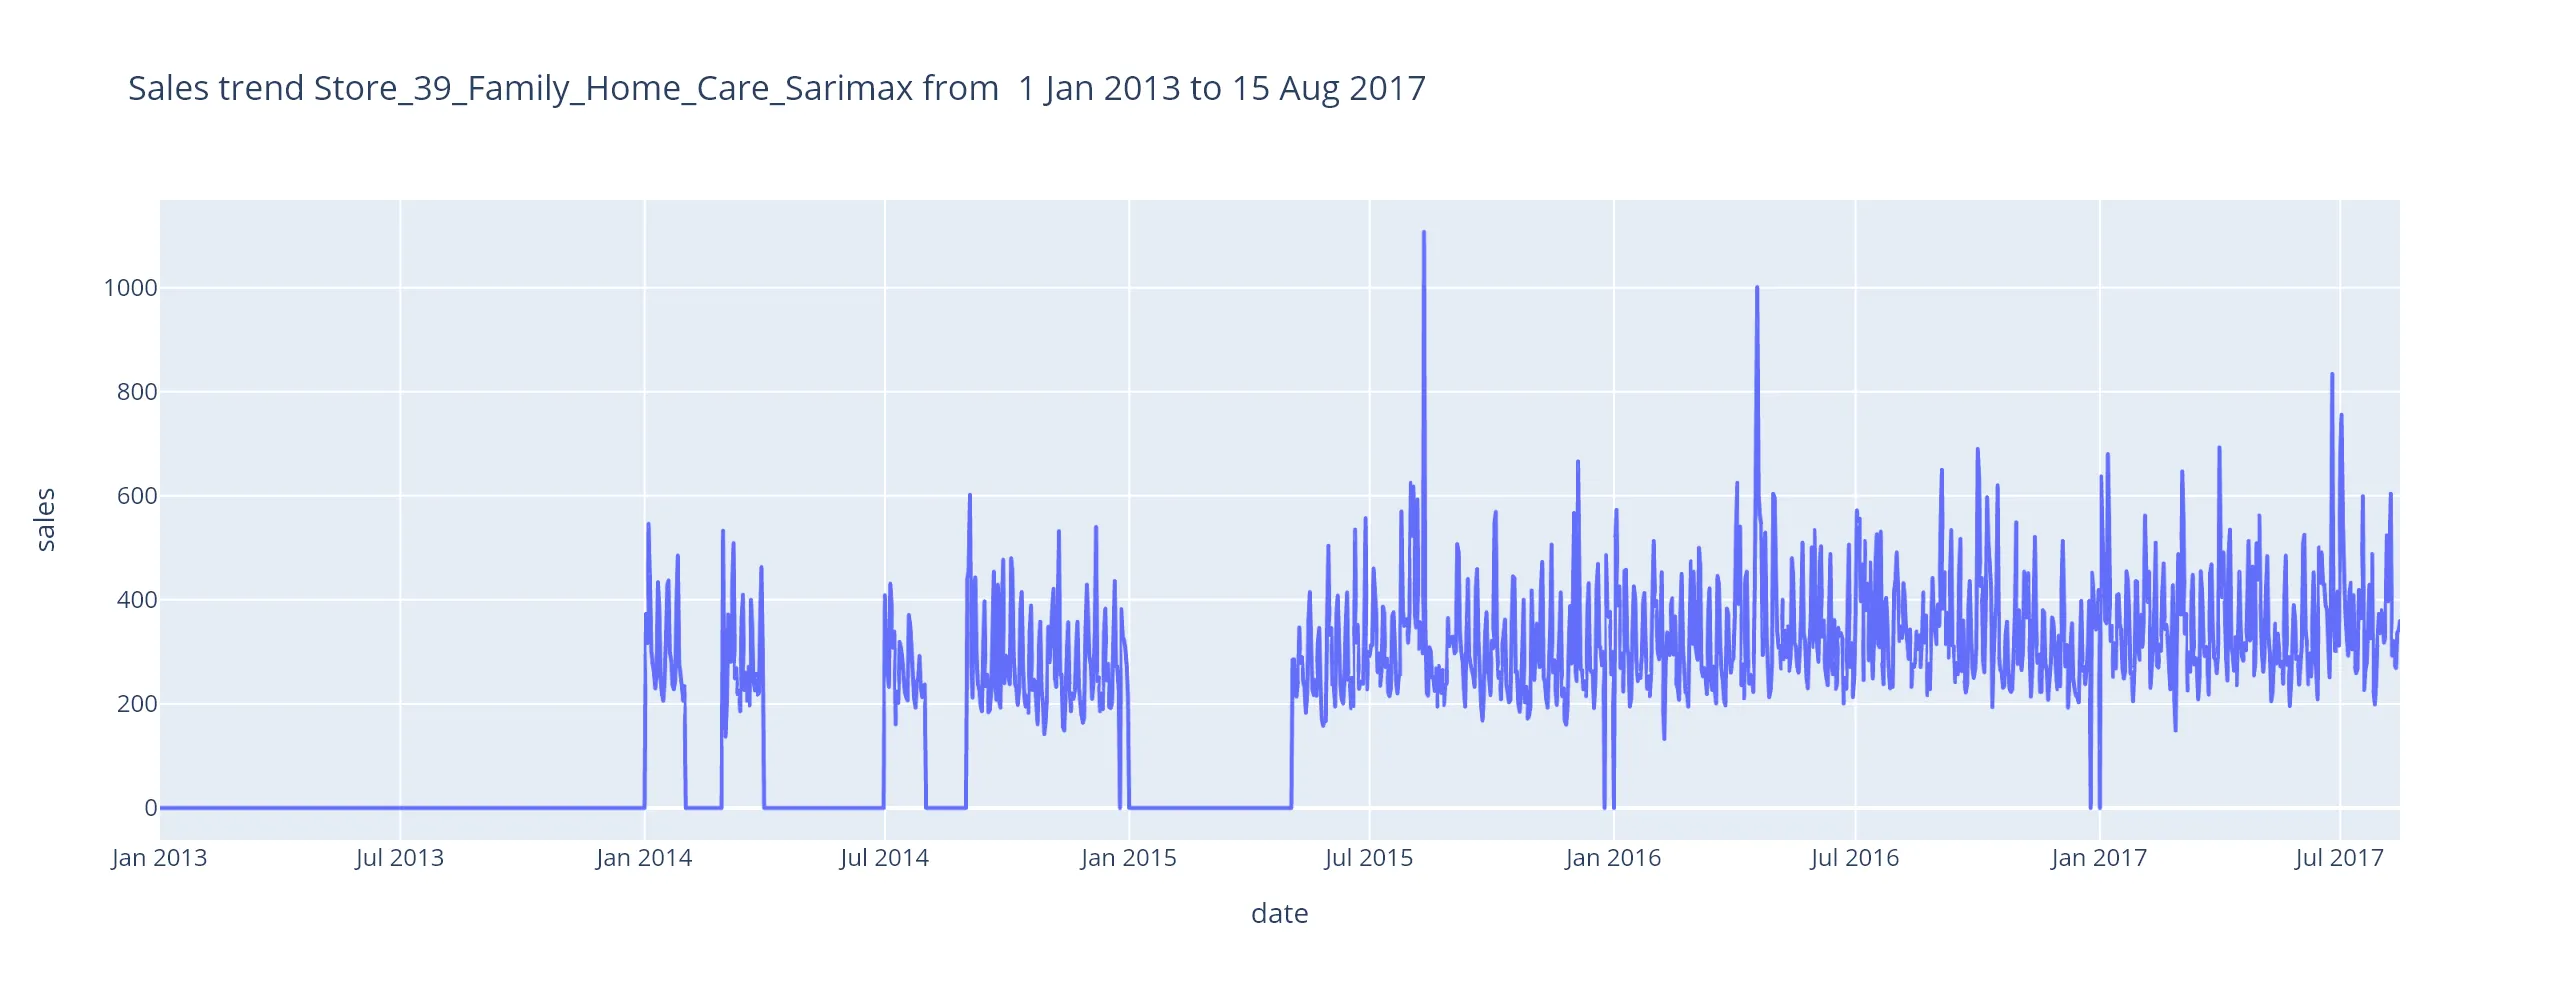 Sales trend Store_39_Family_Home_Care_Sarimax from  1 Jan 2013 to 15 Aug 2017
1000
800
600
400
200
0
sales
Jan 2013
Jul 2013
Jan 2014
Jul 2014
Jan 2015
Jul 2015
Jan 2016
Jul 2016
Jan 2017
Jul 2017
date